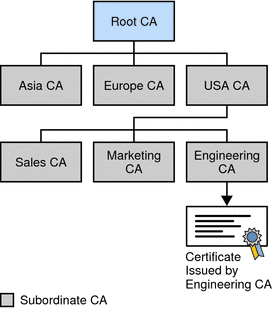 Root CA
Asia CA
Europe CA
USA CA
Sales CA
Marketing
CA
Engineering
CA
Certificate
Issued by
Engineering CA
Subordinate CA